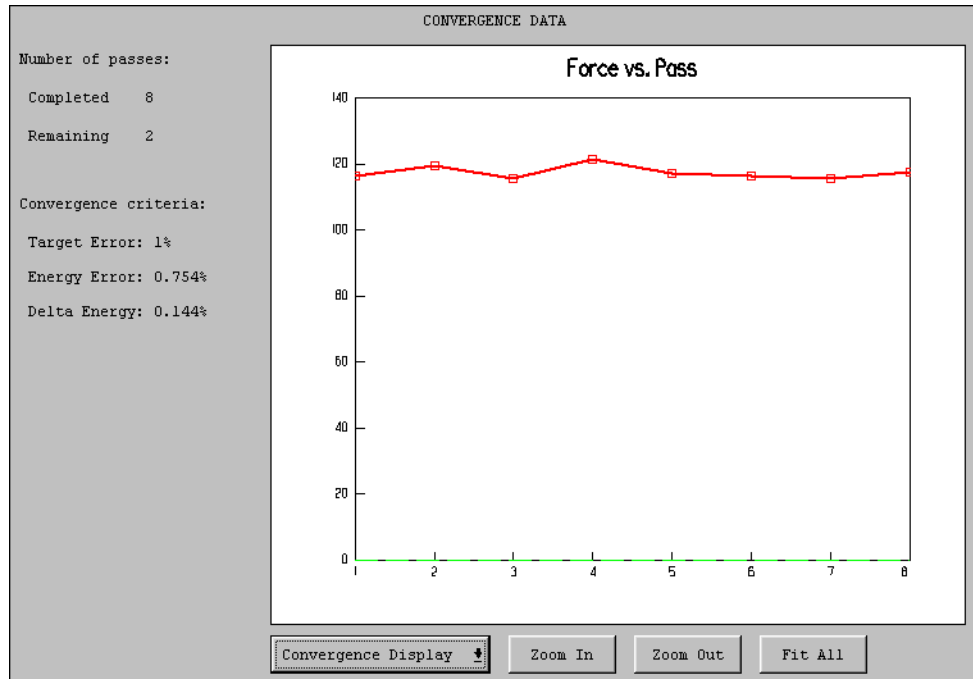 CONVERGENCE DATA
Number of passes:
Completed 8
Remaining 2
Convergence criteria:
Target Error: 1%
Energy Error: 0.754%
Delta Energy: 0.144%
Force vs. Pass
140
120
100
80
60
40
20
0
1 2 3 4 5 6 7 8
Convergence Display
Zoom In
Zoom Out
Fit All